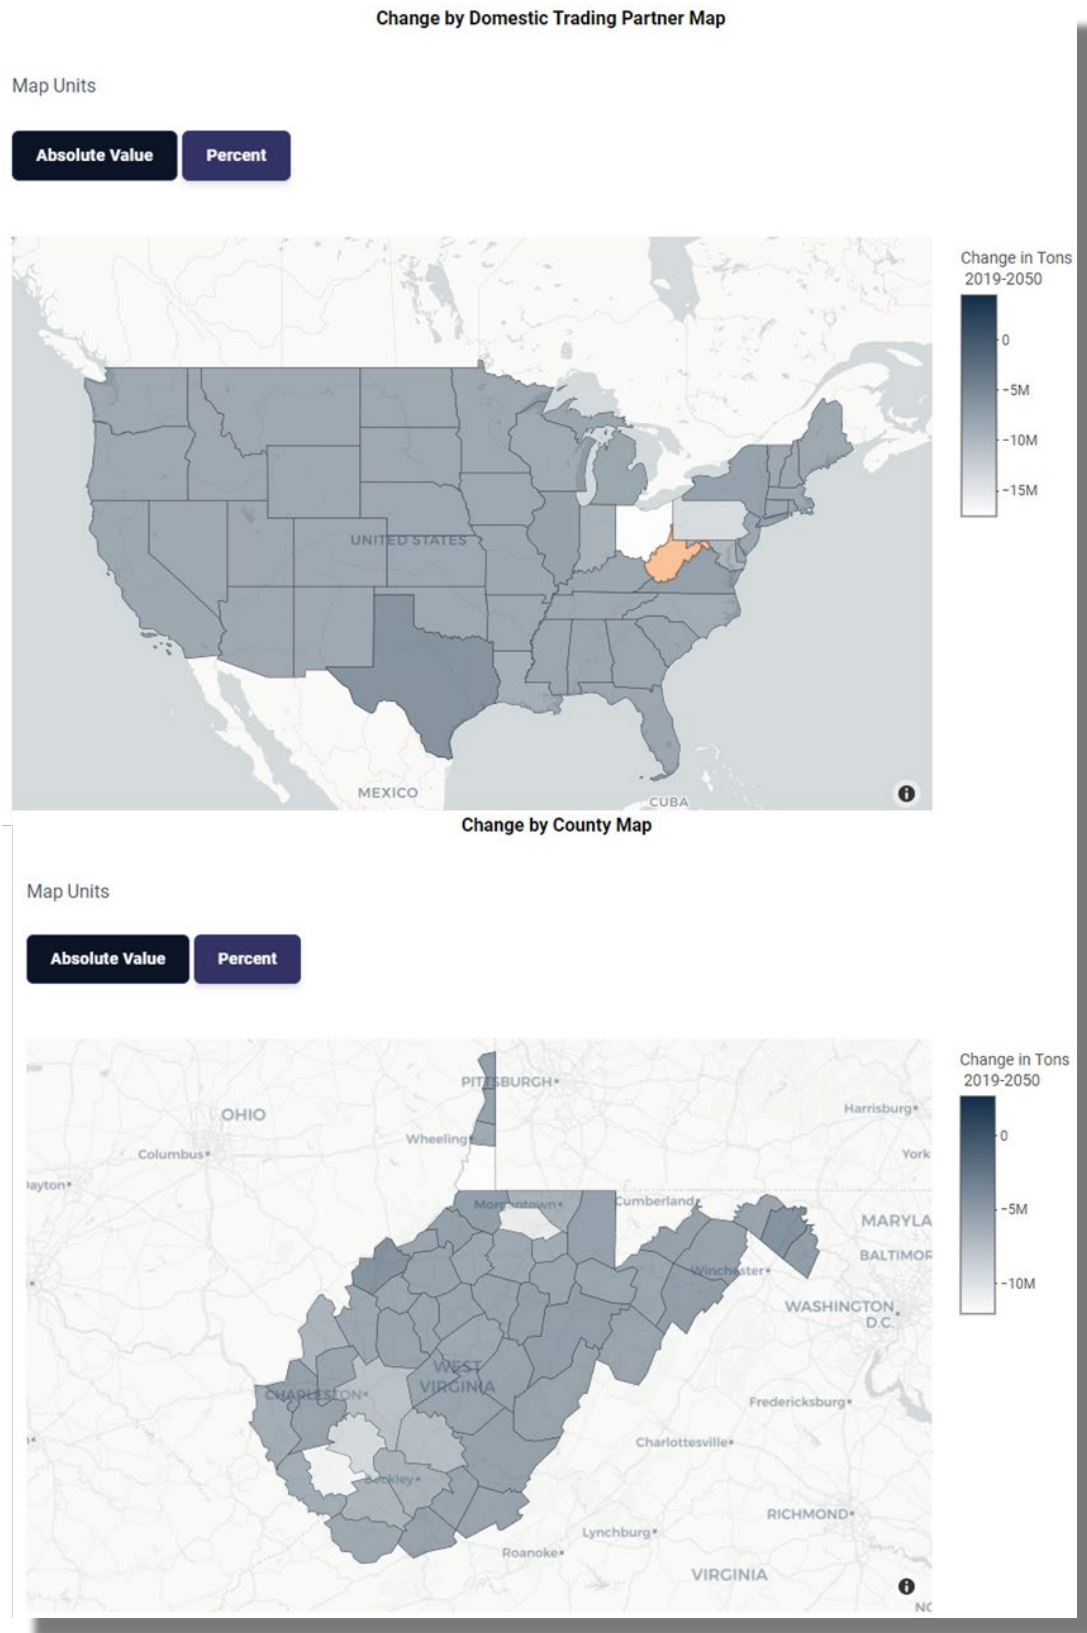 Change by Domestic Trading Partner Map
Map Units
Absolute Value Percent
Change in Tons
2019-2050
0
-5M
-10M
-15M
UNITED STATES
MEXICO
CUBA
Change by County Map
Map Units
Absolute Value Percent
Change in Tons
2019-2050
0
-5M
-10M
PITTSBURGH
OHIO
Harrisburg
Wheeling
Columbus
York
Dayton
Morgantown
Cumberland
MARYLA
BALTIMOR
Winchester
WASHINGTON
D.C.
WEST
VIRGINIA
CHARLESTON
Fredericksburg
Charlottesville
Beckley
RICHMOND
Lynchburg
Roanoke
VIRGINIA
NC